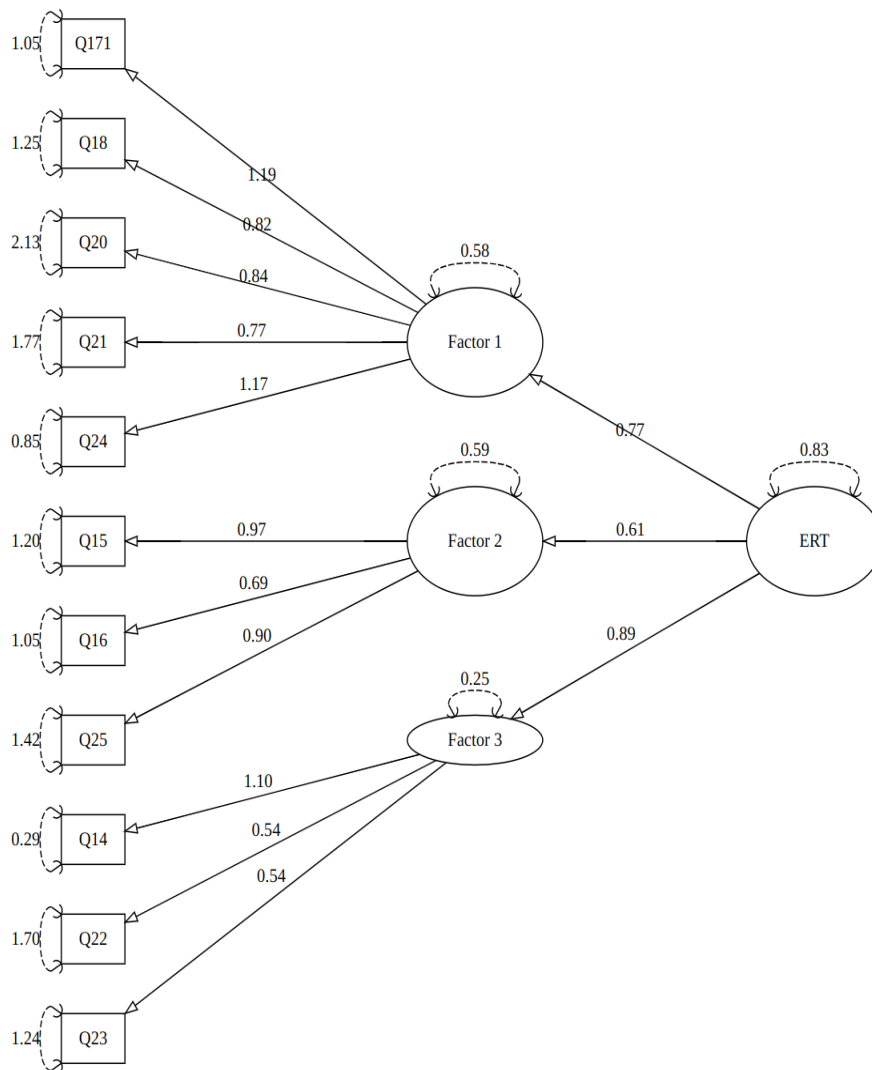 1.05 Q171
1.25 Q18
1.19
2.13 Q20
0.82
0.58
0.84
1.77 Q21
0.77
Factor 1
1.17
0.85 Q24
0.77
0.59
0.83
1.20 Q15
0.97
Factor 2
0.61
ERT
0.69
1.05 Q16
0.90
0.89
0.25
1.42 Q25
Factor 3
1.10
0.29 Q14
0.54
0.54
1.70 Q22
1.24 Q23